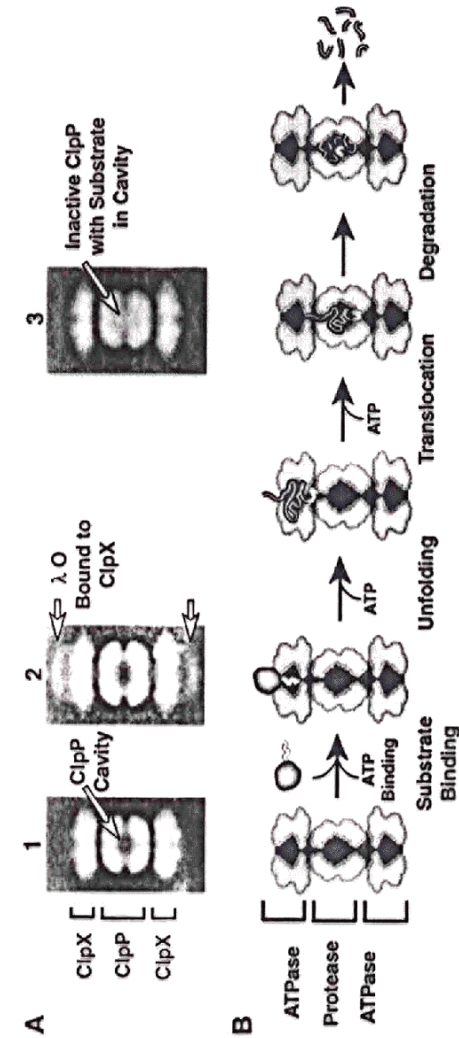 A
1
2
3
ClpX
ClpP
ClpX
ClpP
Cavity
λ O
Bound to
ClpX
Inactive ClpP
with Substrate
in Cavity
B
ATPase
Protease
ATPase
ATP
Binding
ATP
ATP
Substrate
Binding
Unfolding
Translocation
Degradation